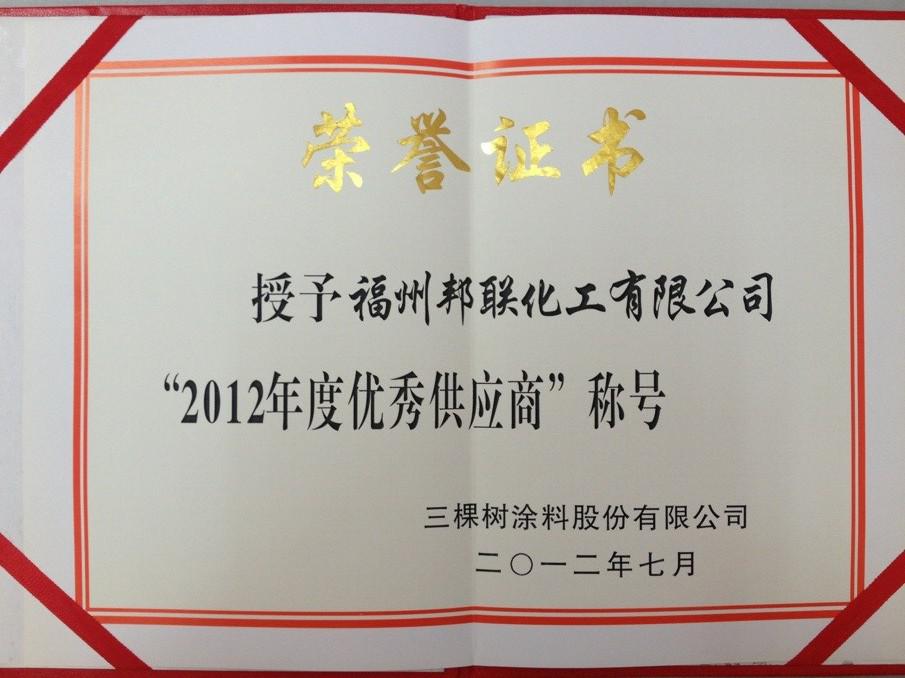 荣誉证书
授予福州邦联化工有限公司
“2012年度优秀供应商”称号
三棵树涂料股份有限公司
二〇一二年七月